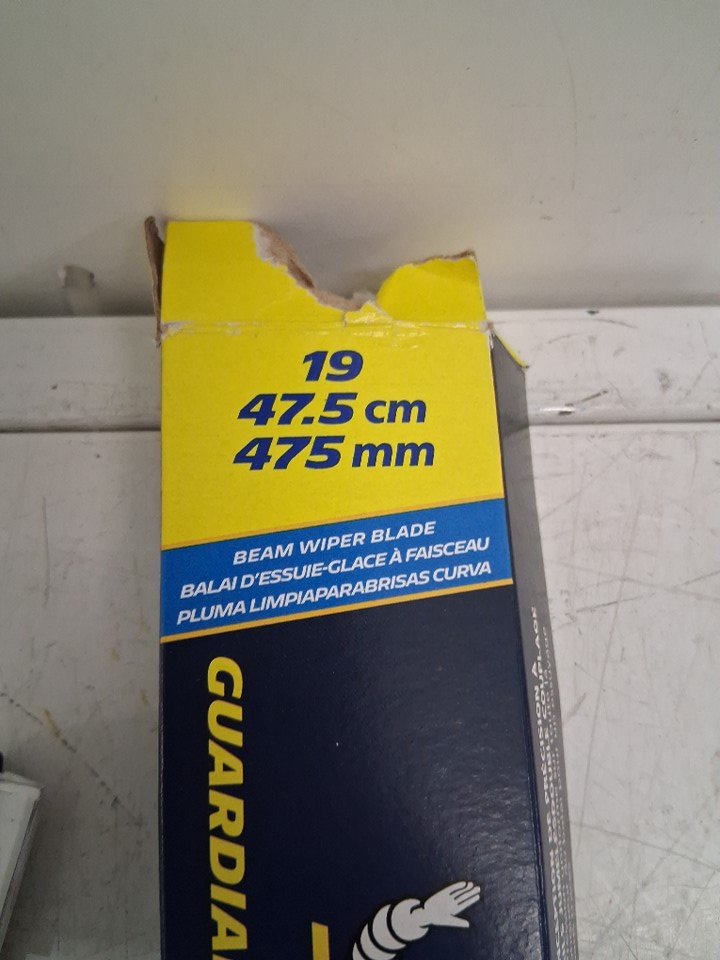 19
47.5 cm
475 mm
BEAM WIPER BLADE
BALAI D'ESSUIE-GLACE À FAISCEAU
PLUMA LIMPIAPARABRISAS CURVA
GUARDIA